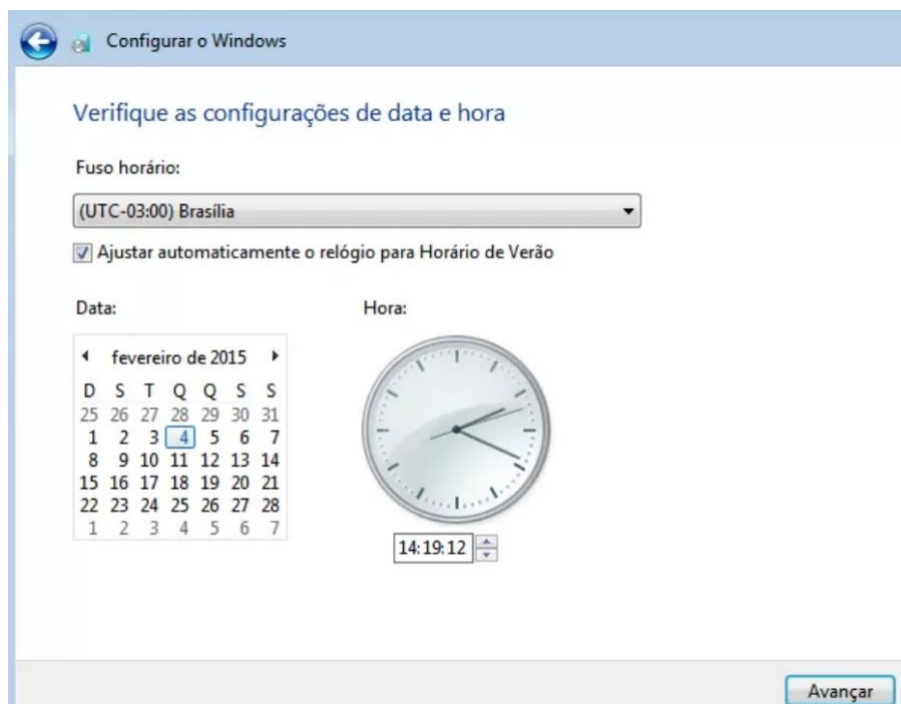 Configurar o Windows
Verifique as configurações de data e hora
Fuso horário:
(UTC-03:00) Brasília
Ajustar automaticamente o relógio para Horário de Verão
Data:
Hora:
fevereiro de 2015
D S T Q Q S S
25 26 27 28 29 30 31
1 2 3 4 5 6 7
8 9 10 11 12 13 14
15 16 17 18 19 20 21
22 23 24 25 26 27 28
1 2 3 4 5 6 7
14:19:12
Avançar